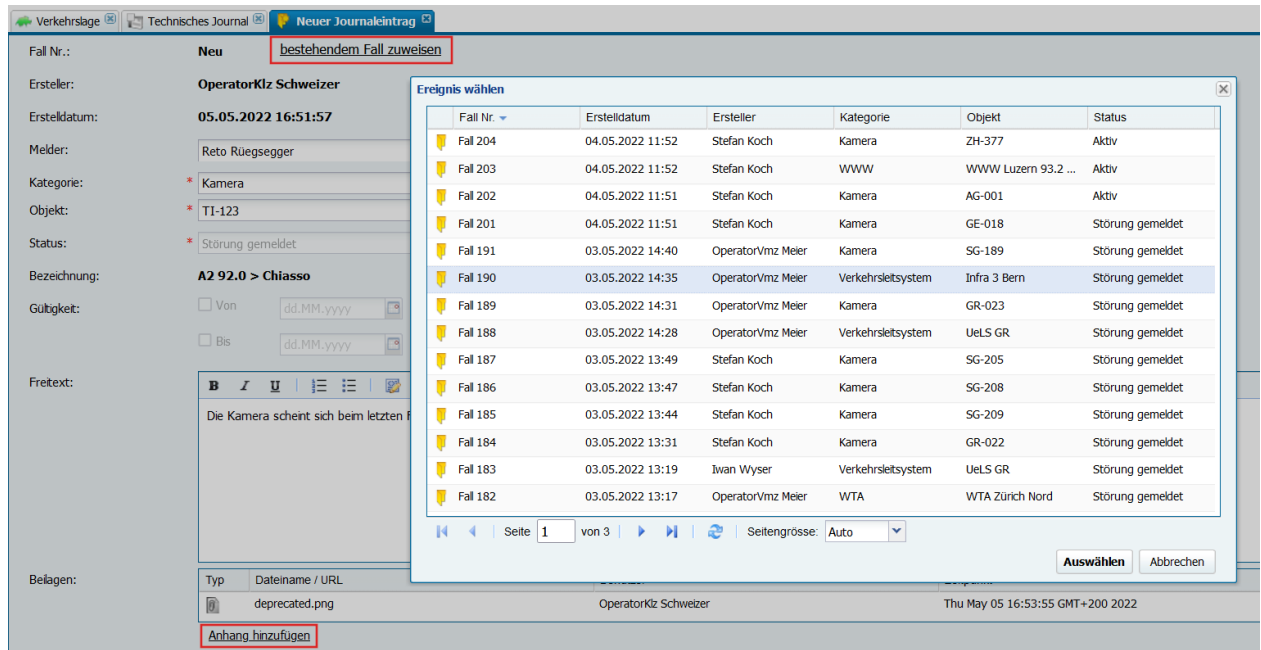 Verkehrslage Technisches Journal Neuer Journaleintrag
Fall Nr.: Neu bestehendem Fall zuweisen
Ersteller: OperatorKlz Schweizer
Erstelldatum: 05.05.2022 16:51:57
Melder: Reto Rüegsegger
Kategorie: * Kamera
Objekt: * TI-123
Status: * Störung gemeldet
Bezeichnung: A2 92.0 > Chiasso
Gültigkeit: Von dd.MM.yyyy
Bis dd.MM.yyyy
Freitext: B I U
Die Kamera scheint sich beim letzten
Ereignis wählen
Fall Nr. Erstelldatum Ersteller Kategorie Objekt Status
Fall 204 04.05.2022 11:52 Stefan Koch Kamera ZH-377 Aktiv
Fall 203 04.05.2022 11:52 Stefan Koch WWW WWW Luzern 93.2 ... Aktiv
Fall 202 04.05.2022 11:51 Stefan Koch Kamera AG-001 Aktiv
Fall 201 04.05.2022 11:51 Stefan Koch Kamera GE-018 Störung gemeldet
Fall 191 03.05.2022 14:40 OperatorVmz Meier Kamera SG-189 Störung gemeldet
Fall 190 03.05.2022 14:35 OperatorVmz Meier Verkehrsleitsystem Infra 3 Bern Störung gemeldet
Fall 189 03.05.2022 14:31 OperatorVmz Meier Kamera GR-023 Störung gemeldet
Fall 188 03.05.2022 14:28 OperatorVmz Meier Verkehrsleitsystem UeLS GR Störung gemeldet
Fall 187 03.05.2022 13:49 Stefan Koch Kamera SG-205 Störung gemeldet
Fall 186 03.05.2022 13:47 Stefan Koch Kamera SG-208 Störung gemeldet
Fall 185 03.05.2022 13:44 Stefan Koch Kamera SG-209 Störung gemeldet
Fall 184 03.05.2022 13:31 Stefan Koch Kamera GR-022 Störung gemeldet
Fall 183 03.05.2022 13:19 Iwan Wyser Verkehrsleitsystem UeLS GR Störung gemeldet
Fall 182 03.05.2022 13:17 OperatorVmz Meier WTA WTA Zürich Nord Störung gemeldet
Seite 1 von 3 Seitengrösse: Auto
Auswählen Abbrechen
Beilagen: Typ Dateiname / URL
deprecated.png OperatorKlz Schweizer Thu May 05 16:53:55 GMT+200 2022
Anhang hinzufügen